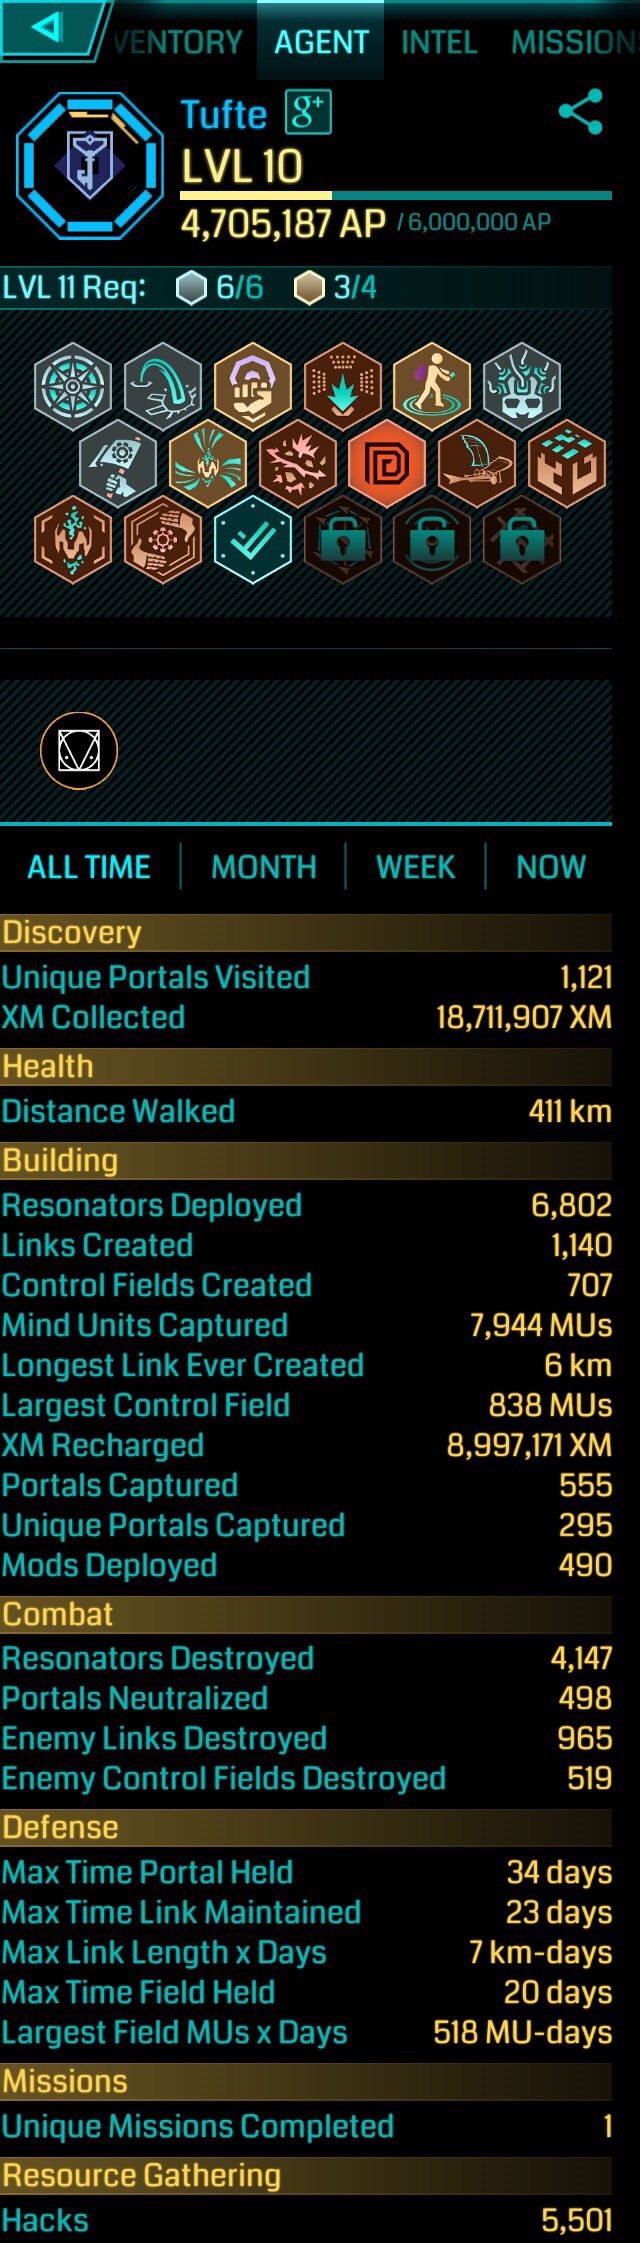 VENTORY AGENT INTEL MISSION
Tufte g+
LVL 10
4,705,187 AP / 6,000,000 AP
LVL 11 Req: 6/6 3/4
ALL TIME MONTH WEEK NOW
Discovery
Unique Portals Visited 1,121
XM Collected 18,711,907 XM
Health
Distance Walked 411 km
Building
Resonators Deployed 6,802
Links Created 1,140
Control Fields Created 707
Mind Units Captured 7,944 MUs
Longest Link Ever Created 6 km
Largest Control Field 838 MUs
XM Recharged 8,997,171 XM
Portals Captured 555
Unique Portals Captured 295
Mods Deployed 490
Combat
Resonators Destroyed 4,147
Portals Neutralized 498
Enemy Links Destroyed 965
Enemy Control Fields Destroyed 519
Defense
Max Time Portal Held 34 days
Max Time Link Maintained 23 days
Max Link Length x Days 7 km-days
Max Time Field Held 20 days
Largest Field MUs x Days 518 MU-days
Missions
Unique Missions Completed 1
Resource Gathering
Hacks 5,501